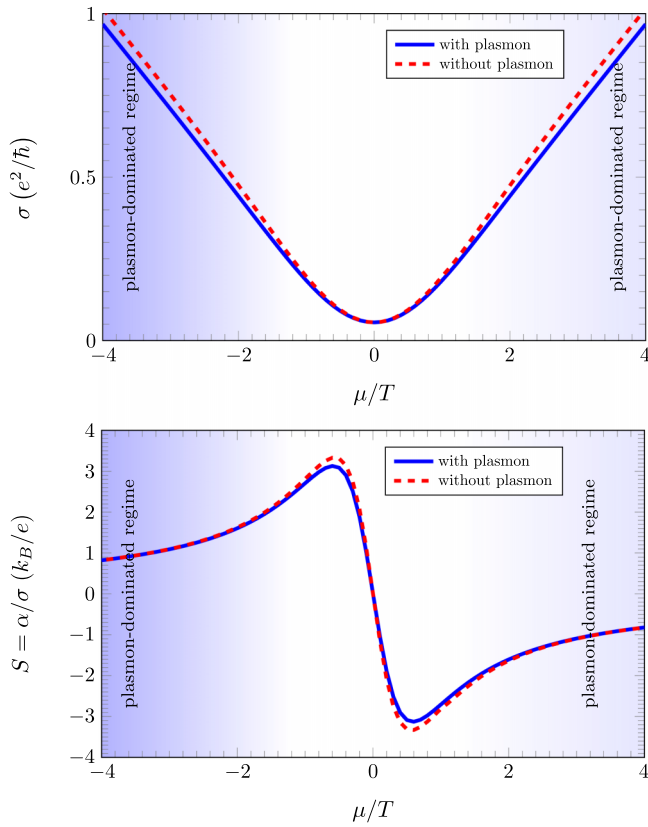 1
0.5
0
σ (e²/ℏ)
plasmon-dominated regime
with plasmon
without plasmon
plasmon-dominated regime
−4
−2
0
2
4
μ/T
4
3
2
1
0
−1
−2
−3
−4
S = α/σ (k_B/e)
plasmon-dominated regime
with plasmon
without plasmon
plasmon-dominated regime
−4
−2
0
2
4
μ/T